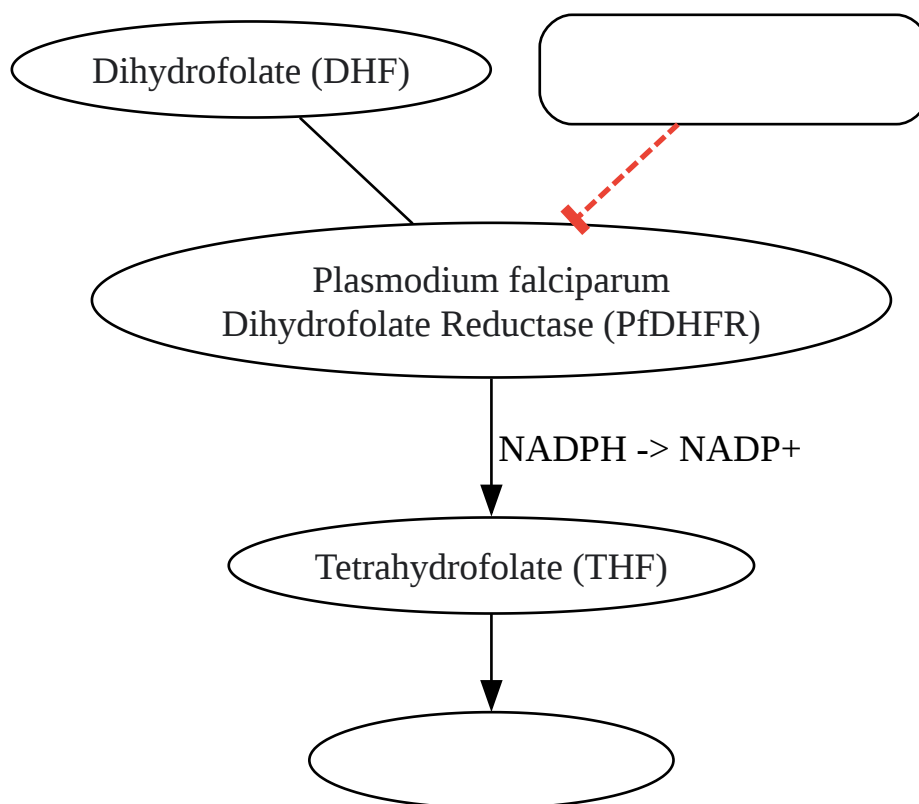 Dihydrofolate (DHF)
Plasmodium falciparum
Dihydrofolate Reductase (PfDHFR)
NADPH -> NADP+
Tetrahydrofolate (THF)